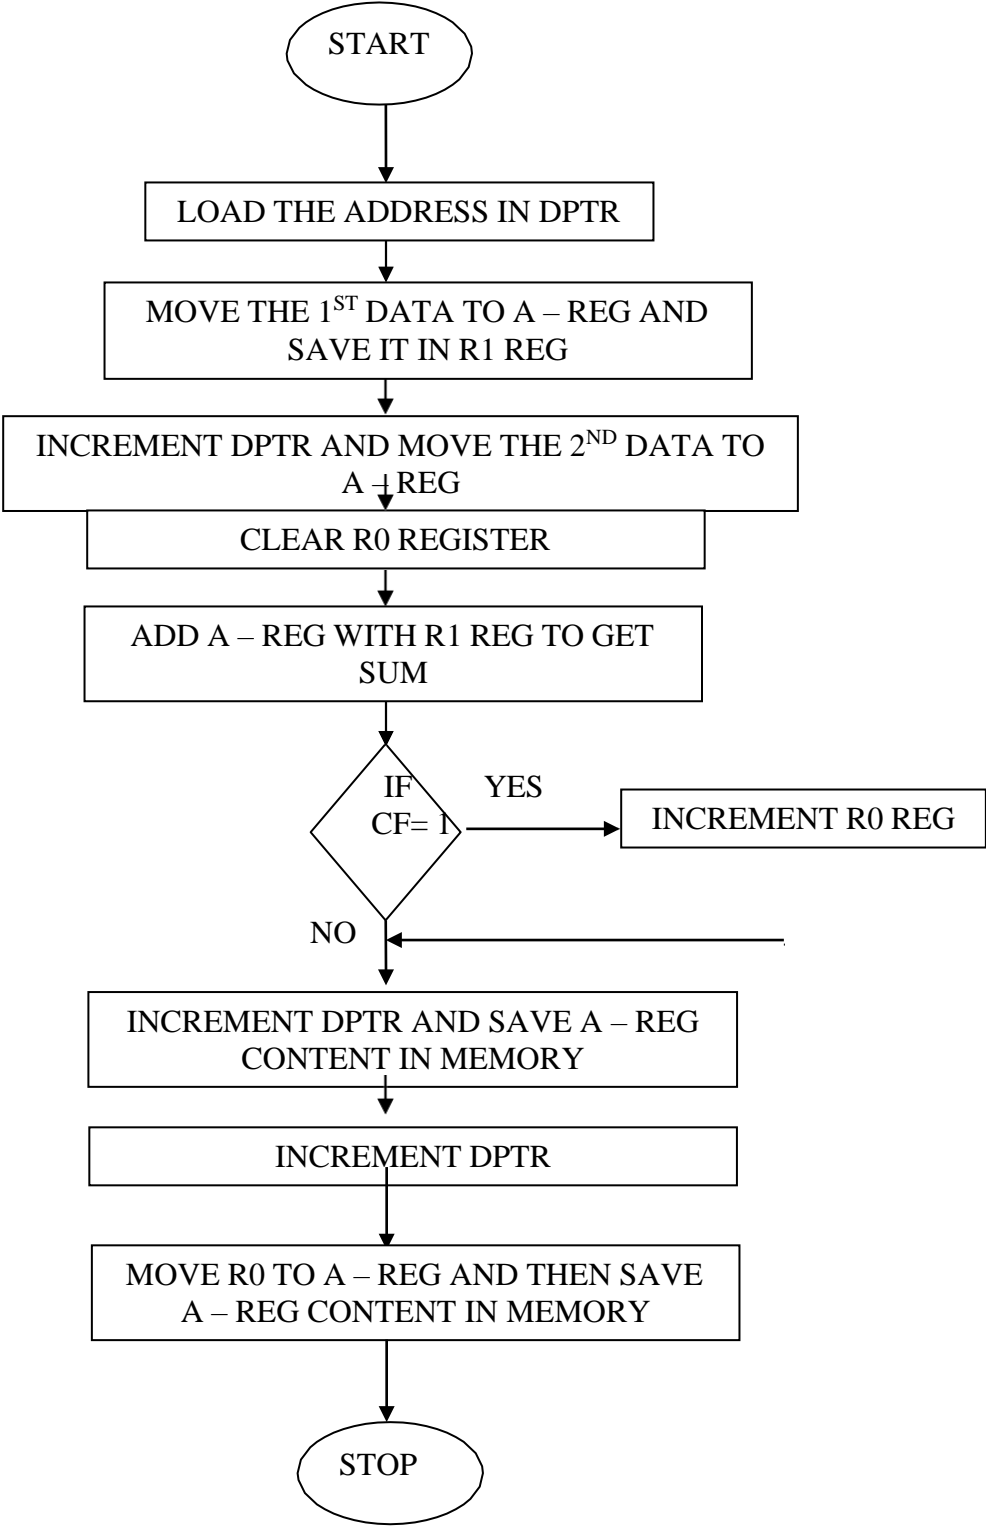 START
LOAD THE ADDRESS IN DPTR
MOVE THE 1ST DATA TO A – REG AND
SAVE IT IN R1 REG
INCREMENT DPTR AND MOVE THE 2ND DATA TO
A – REG
CLEAR R0 REGISTER
ADD A – REG WITH R1 REG TO GET
SUM
IF
CF= 1
YES
INCREMENT R0 REG
NO
INCREMENT DPTR AND SAVE A – REG
CONTENT IN MEMORY
INCREMENT DPTR
MOVE R0 TO A – REG AND THEN SAVE
A – REG CONTENT IN MEMORY
STOP